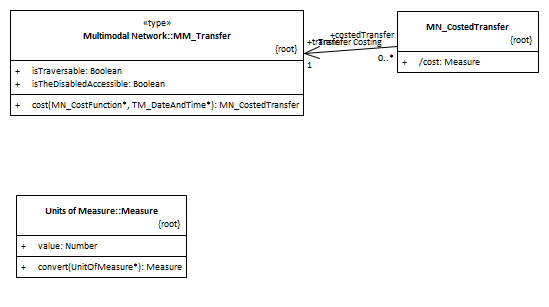 «type»
Multimodal Network::MM_Transfer
{root}
+ isTraversable: Boolean
+ isTheDisabledAccessible: Boolean
+ cost(MN_CostFunction*, TM_DateAndTime*): MN_CostedTransfer
+costedTransfer
+transfer Transfer Costing
1
0..*
MN_CostedTransfer
{root}
+ /cost: Measure
Units of Measure::Measure
{root}
+ value: Number
+ convert(UnitOfMeasure*): Measure